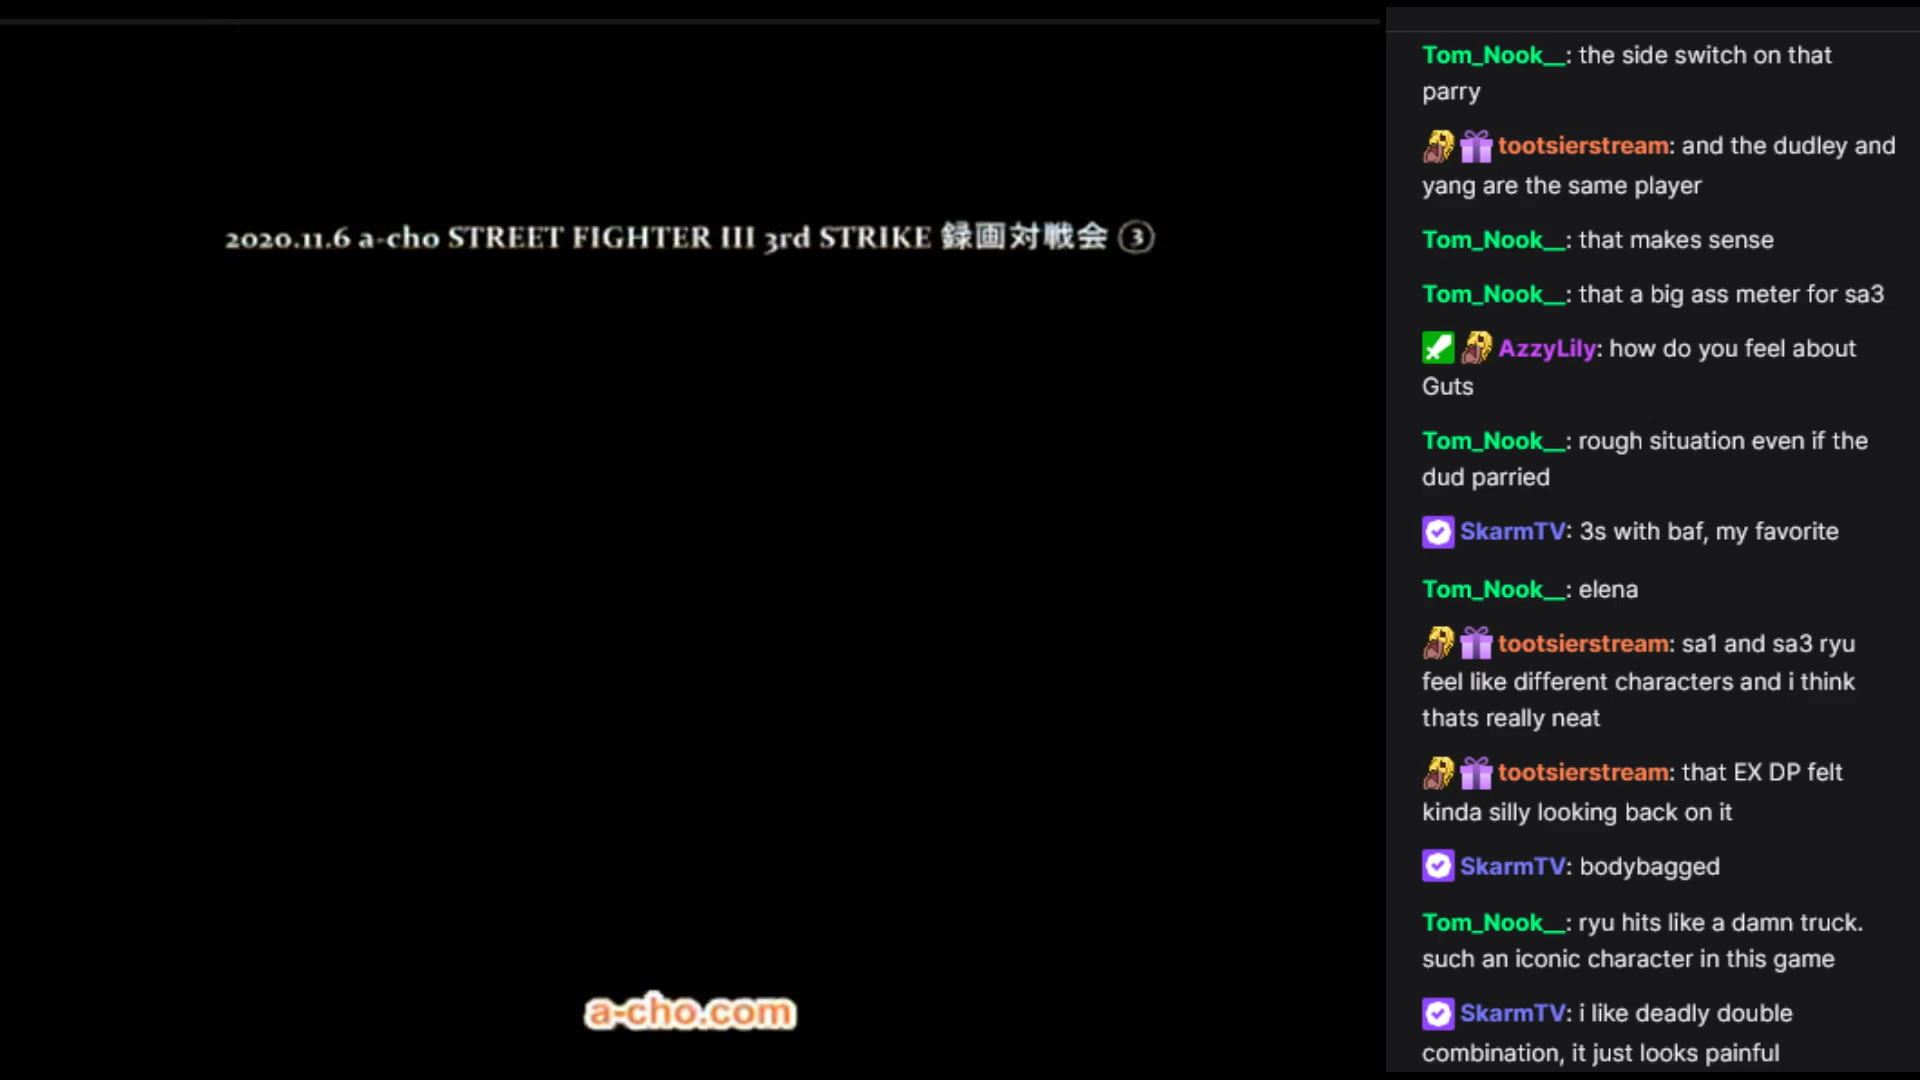 2020.11.6 a-cho STREET FIGHTER III 3rd STRIKE 録画対戦会 ③
a-cho.com
Tom_Nook__: the side switch on that
parry
tootsierstream: and the dudley and
yang are the same player
Tom_Nook__: that makes sense
Tom_Nook__: that a big ass meter for sa3
AzzyLily: how do you feel about
Guts
Tom_Nook__: rough situation even if the
dud parried
SkarmTV: 3s with baf, my favorite
Tom_Nook__: elena
tootsierstream: sa1 and sa3 ryu
feel like different characters and i think
thats really neat
tootsierstream: that EX DP felt
kinda silly looking back on it
SkarmTV: bodybagged
Tom_Nook__: ryu hits like a damn truck.
such an iconic character in this game
SkarmTV: i like deadly double
combination, it just looks painful